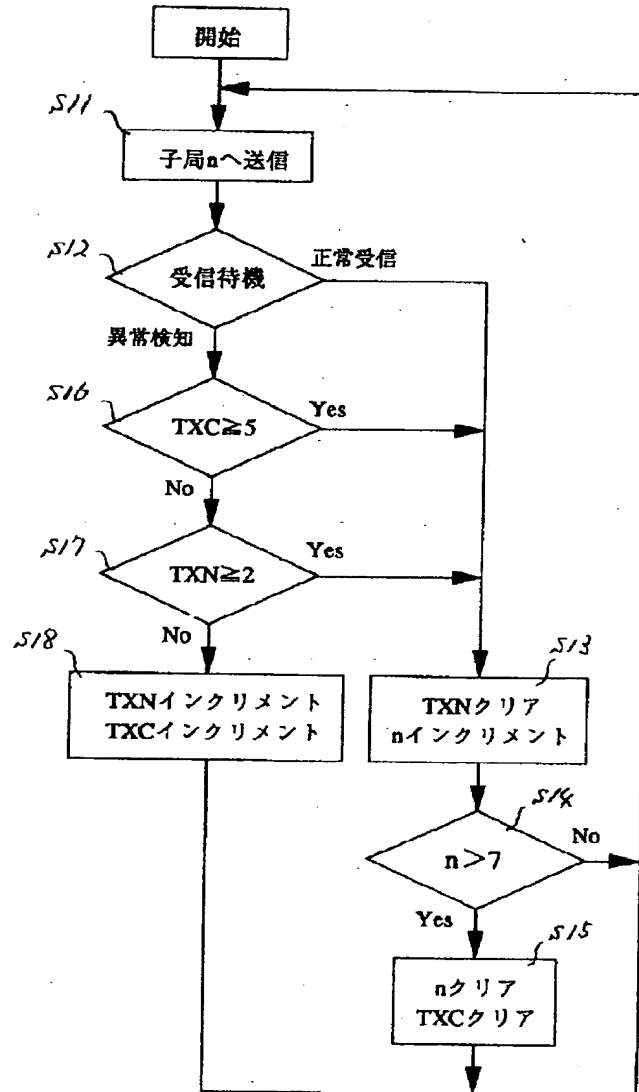 開始
S11
子局nへ送信
S12
受信待機
正常受信
異常検知
S16
TXC≧5
Yes
No
S17
TXN≧2
Yes
No
S18
TXNインクリメント
TXCインクリメント
S13
TXNクリア
nインクリメント
S14
n>7
No
Yes
S15
nクリア
TXCクリア